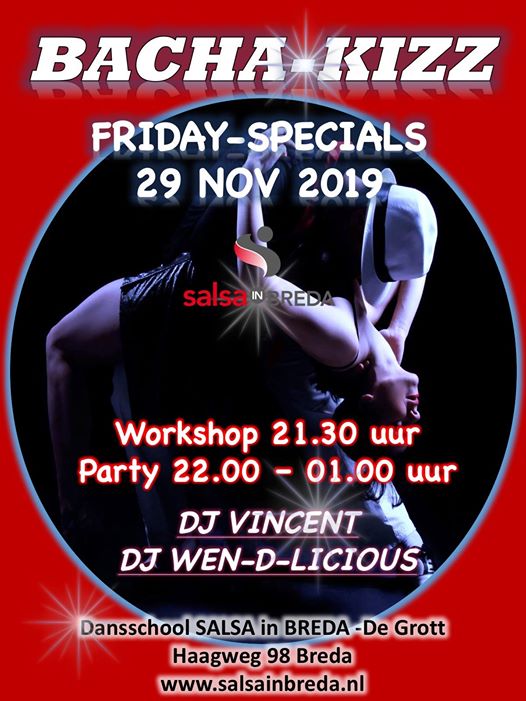 BACHA-KIZZ
FRIDAY-SPECIALS
29 NOV 2019
salsa IN BREDA
Workshop 21.30 uur
Party 22.00 – 01.00 uur
DJ VINCENT
DJ WEN-D-LICIOUS
Dansschool SALSA in BREDA -De Grott
Haagweg 98 Breda
www.salsainbreda.nl